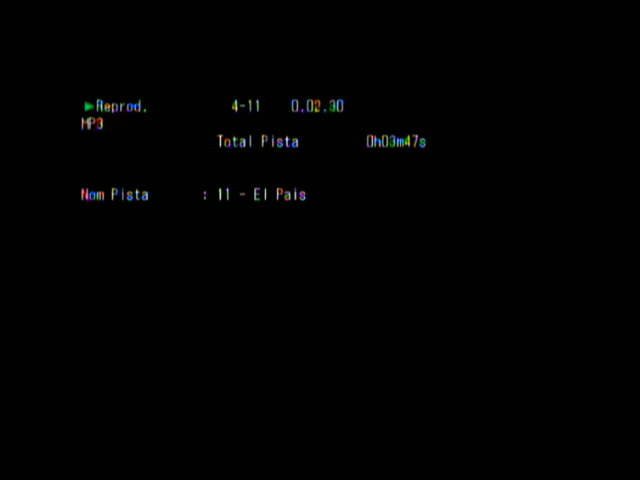 ▶Reprod. 4-11 0.02.30
MP3
Total Pista 0h03m47s
Nom Pista : 11 - El Pais